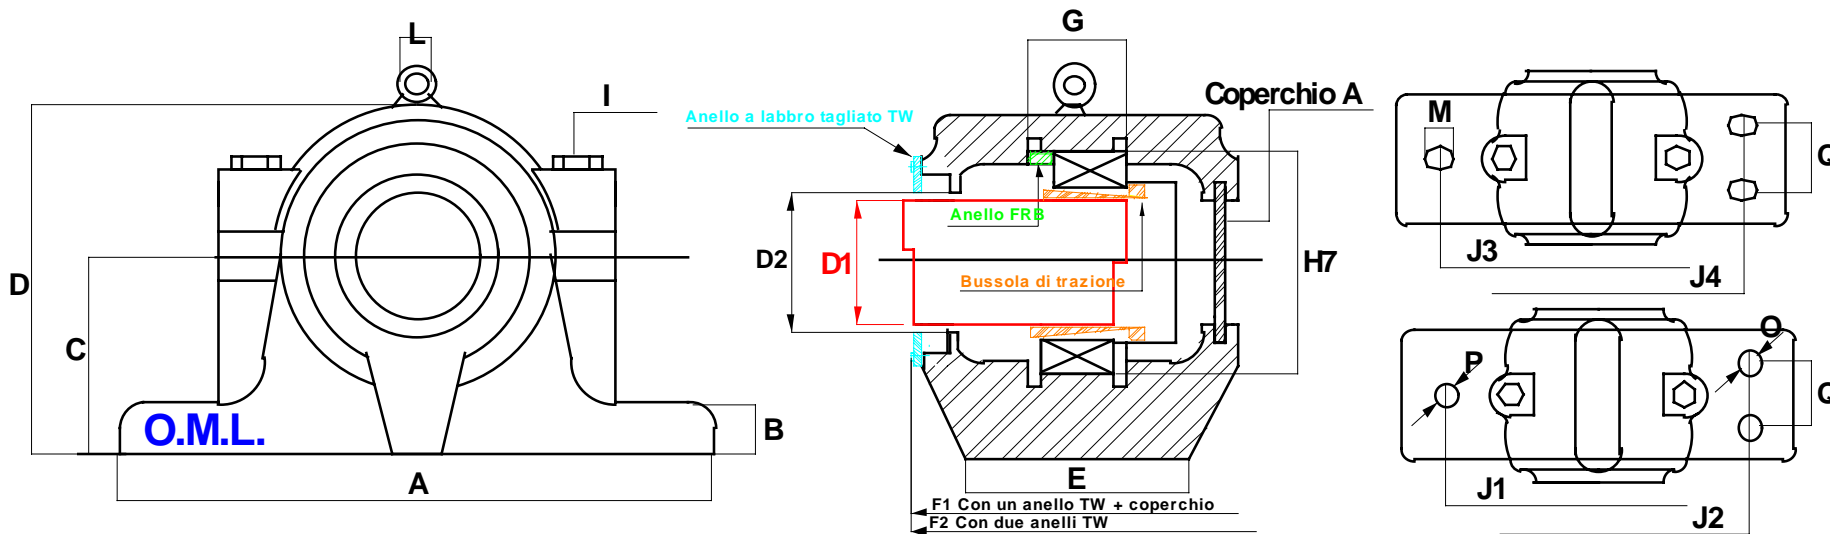 L
I
D
C
B
A
O.M.L.
G
Coperchio A
Anello a labbro tagliato TW
Anello FRB
D2
D1
H7
Bussola di trazione
E
F1 Con un anello TW + coperchio
F2 Con due anelli TW
M
Q
J3
J4
O
P
Q
J1
J2